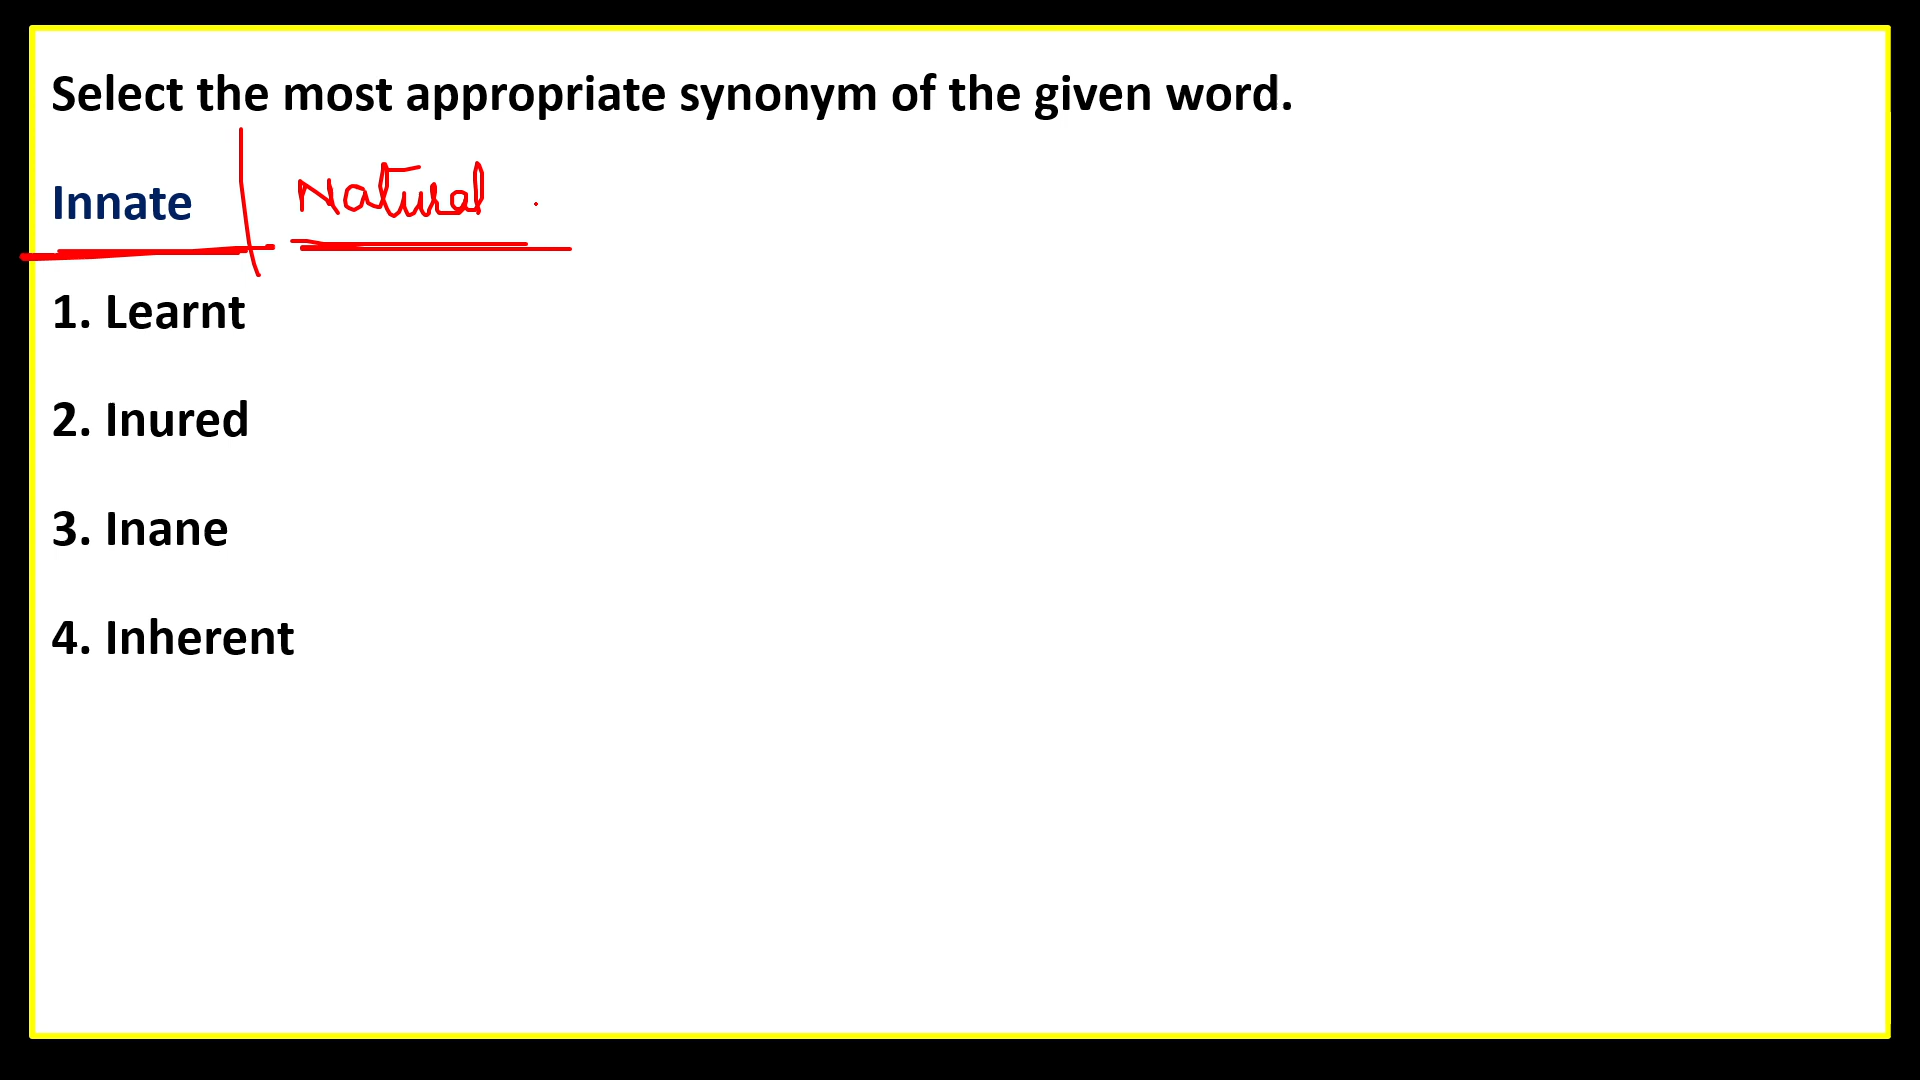 Select the most appropriate synonym of the given word.
Innate Natural
1. Learnt
2. Inured
3. Inane
4. Inherent